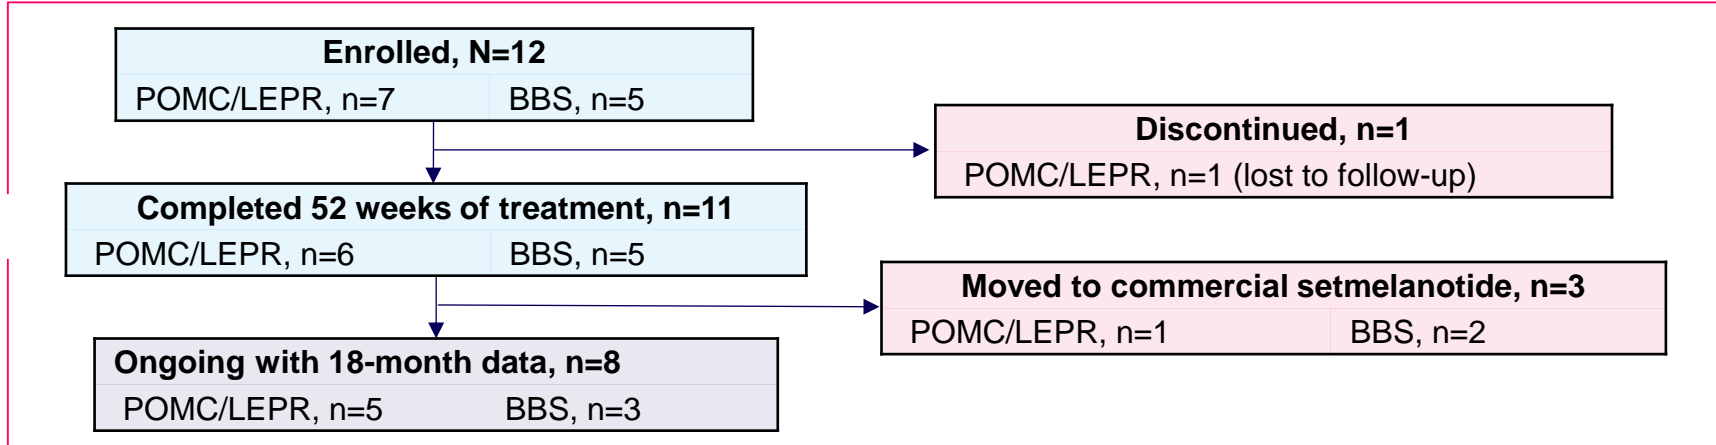 Enrolled, N=12
POMC/LEPR, n=7 BBS, n=5
Discontinued, n=1
POMC/LEPR, n=1 (lost to follow-up)
Completed 52 weeks of treatment, n=11
POMC/LEPR, n=6 BBS, n=5
Moved to commercial setmelanotide, n=3
POMC/LEPR, n=1 BBS, n=2
Ongoing with 18-month data, n=8
POMC/LEPR, n=5 BBS, n=3